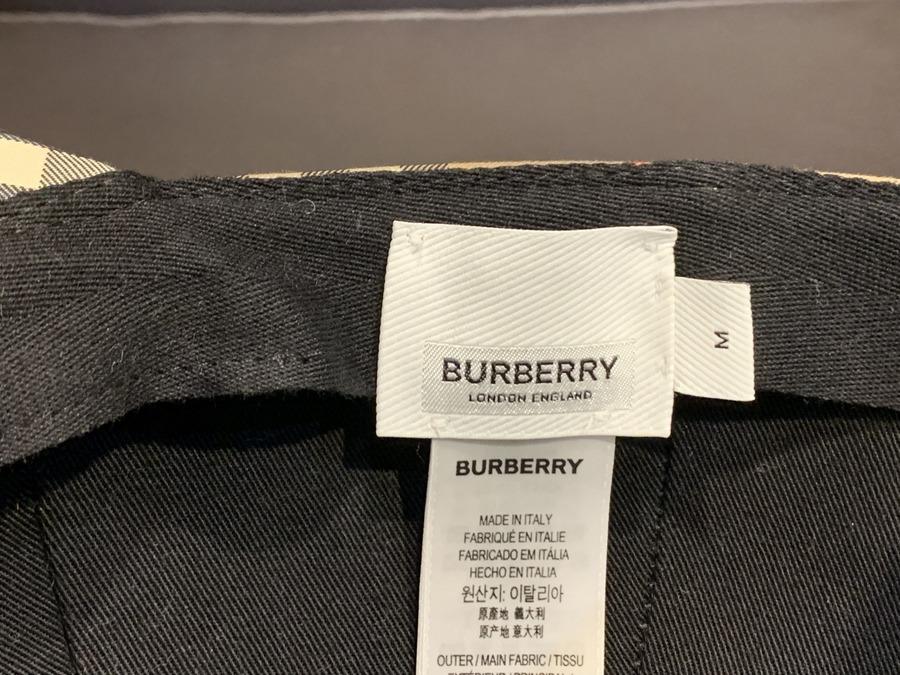 BURBERRY
LONDON ENGLAND
M
BURBERRY
MADE IN ITALY
FABRIQUÉ EN ITALIE
FABRICADO EM ITÁLIA
HECHO EN ITALIA
원산지: 이탈리아
原產地 義大利
原产地 意大利
OUTER / MAIN FABRIC / TISSU